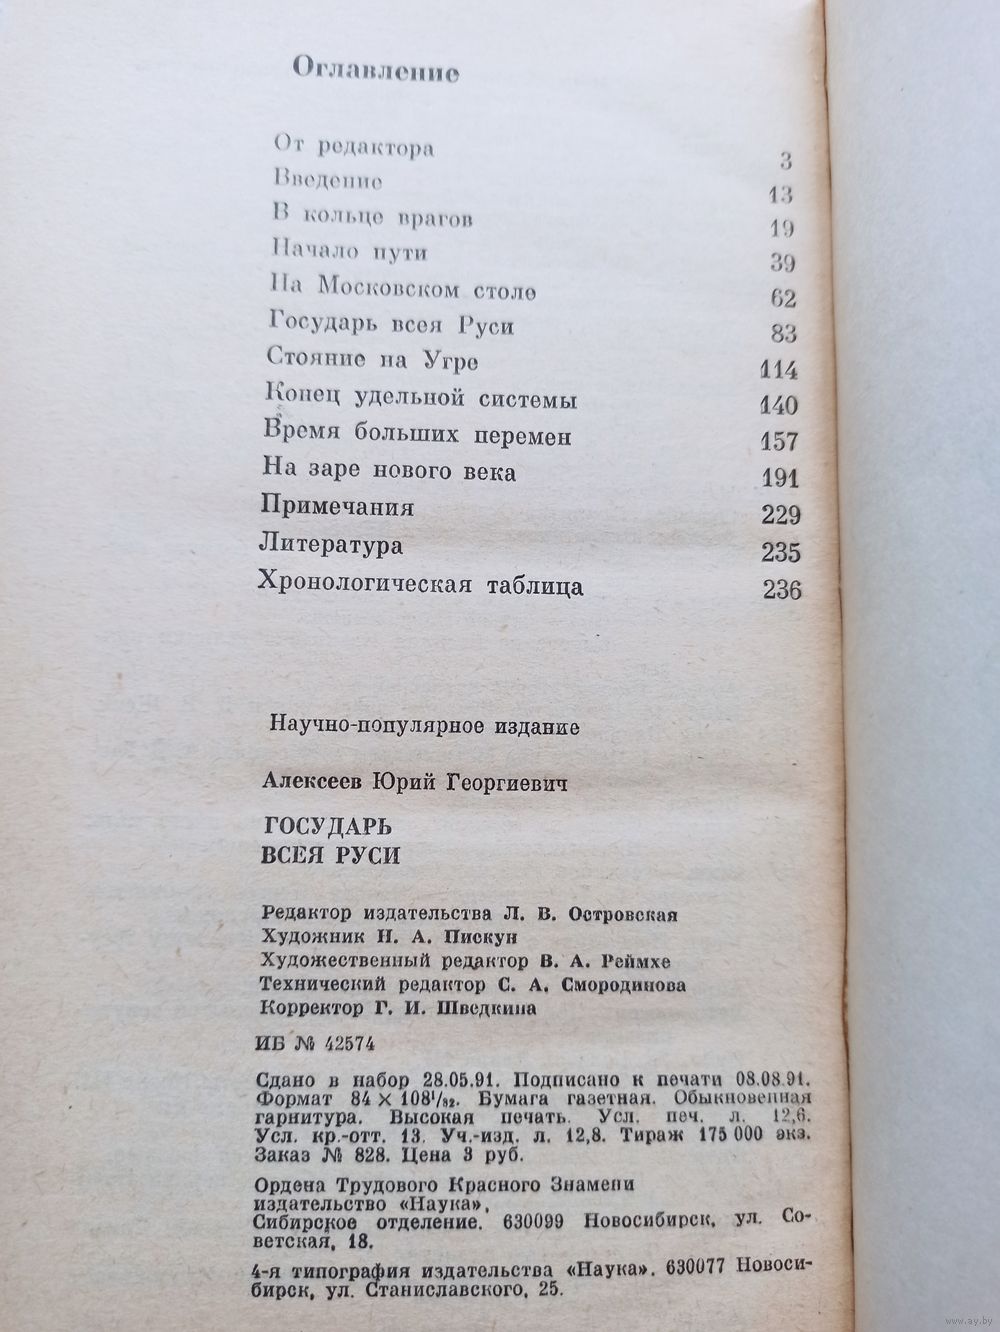 Оглавление
От редактора 3
Введение 13
В кольце врагов 19
Начало пути 39
На Московском столе 62
Государь всея Руси 83
Стояние на Угре 114
Конец удельной системы 140
Время больших перемен 157
На заре нового века 191
Примечания 229
Литература 235
Хронологическая таблица 236
Научно-популярное издание
Алексеев Юрий Георгиевич
ГОСУДАРЬ
ВСЕЯ РУСИ
Редактор издательства Л. В. Островская
Художник Н. А. Пискун
Художественный редактор В. А. Реймхе
Технический редактор С. А. Смородинова
Корректор Г. И. Шведкина
ИБ № 42574
Сдано в набор 28.05.91. Подписано к печати 08.08.91.
Формат 84×108¹/₃₂. Бумага газетная. Обыкновенная
гарнитура. Высокая печать. Усл. печ. л. 12,6.
Усл. кр.-отт. 13. Уч.-изд. л. 12,8. Тираж 175 000 экз.
Заказ № 828. Цена 3 руб.
Ордена Трудового Красного Знамени
издательство «Наука»,
Сибирское отделение. 630099 Новосибирск, ул. Со-
ветская, 18.
4-я типография издательства «Наука». 630077 Новоси-
бирск, ул. Станиславского, 25.
www.ay.by